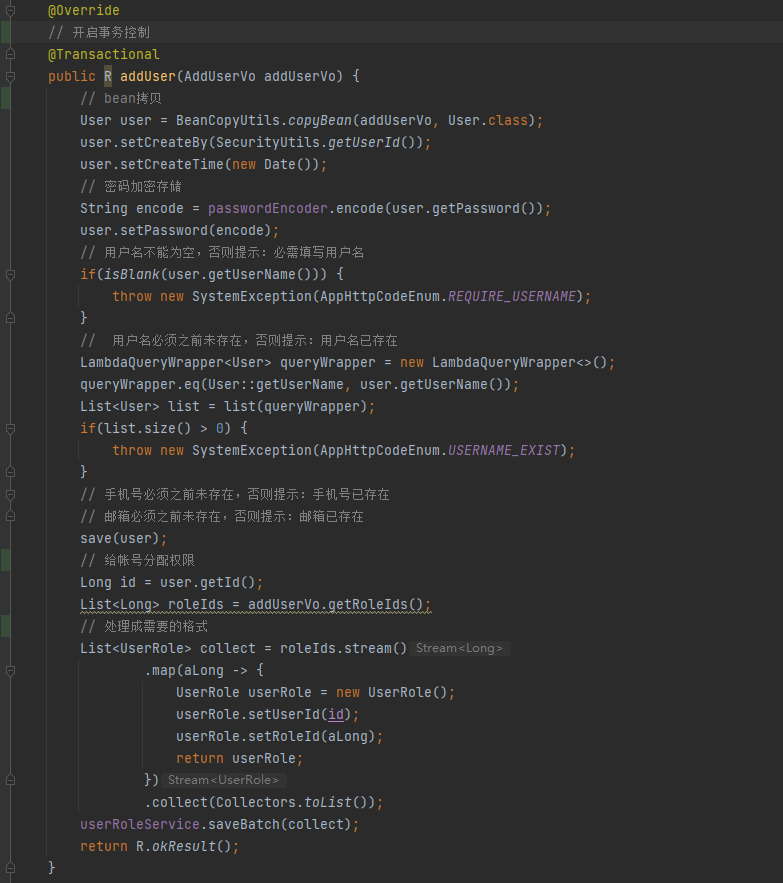 @Override
// 开启事务控制
@Transactional
public R addUser(AddUserVo addUserVo) {
// bean拷贝
User user = BeanCopyUtils.copyBean(addUserVo, User.class);
user.setCreateBy(SecurityUtils.getUserId());
user.setCreateTime(new Date());
// 密码加密存储
String encode = passwordEncoder.encode(user.getPassword());
user.setPassword(encode);
// 用户名不能为空，否则提示：必需填写用户名
if(isBlank(user.getUserName())) {
throw new SystemException(AppHttpCodeEnum.REQUIRE_USERNAME);
}
//  用户名必须之前未存在，否则提示：用户名已存在
LambdaQueryWrapper<User> queryWrapper = new LambdaQueryWrapper<>();
queryWrapper.eq(User::getUserName, user.getUserName());
List<User> list = list(queryWrapper);
if(list.size() > 0) {
throw new SystemException(AppHttpCodeEnum.USERNAME_EXIST);
}
// 手机号必须之前未存在，否则提示：手机号已存在
// 邮箱必须之前未存在，否则提示：邮箱已存在
save(user);
// 给帐号分配权限
Long id = user.getId();
List<Long> roleIds = addUserVo.getRoleIds();
// 处理成需要的格式
List<UserRole> collect = roleIds.stream() Stream<Long>
.map(aLong -> {
UserRole userRole = new UserRole();
userRole.setUserId(id);
userRole.setRoleId(aLong);
return userRole;
}) Stream<UserRole>
.collect(Collectors.toList());
userRoleService.saveBatch(collect);
return R.okResult();
}